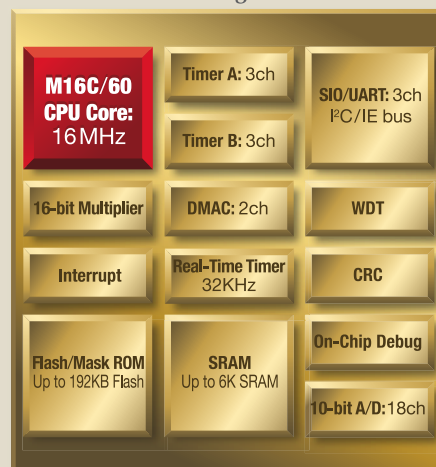 M16C/60
CPU Core:
16MHz
Timer A: 3ch
Timer B: 3ch
SIO/UART: 3ch
I²C/IE bus
16-bit Multiplier
DMAC: 2ch
WDT
Interrupt
Real-Time Timer
32KHz
CRC
Flash/Mask ROM
Up to 192KB Flash
SRAM
Up to 6K SRAM
On-Chip Debug
10-bit A/D:18ch